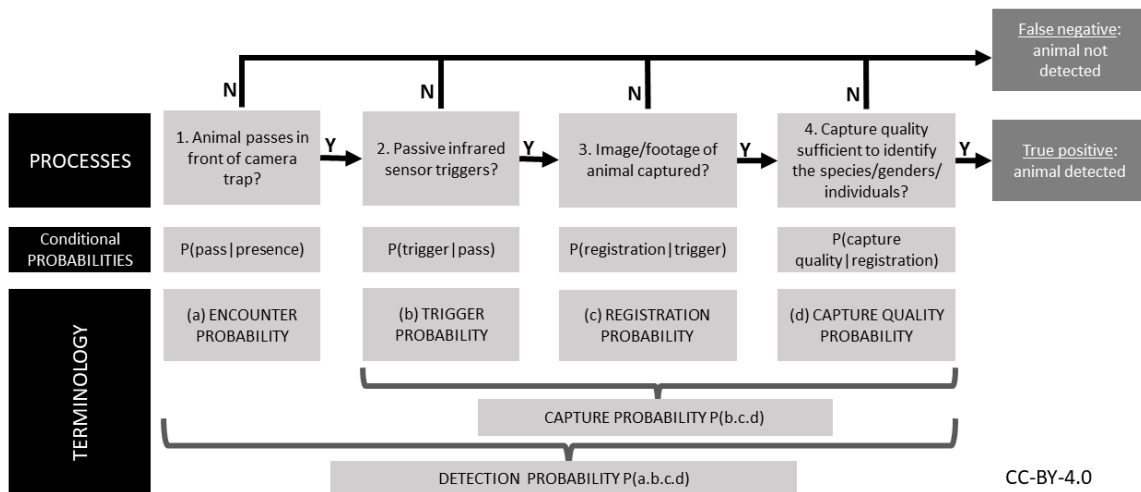 False negative:
animal not
detected
N
N
N
N
PROCESSES
1. Animal passes in
front of camera
trap?
Y
2. Passive infrared
sensor triggers?
Y
3. Image/footage of
animal captured?
Y
4. Capture quality
sufficient to identify
the species/genders/
individuals?
Y
True positive:
animal detected
Conditional
PROBABILITIES
P(pass|presence)
P(trigger|pass)
P(registration|trigger)
P(capture
quality|registration)
TERMINOLOGY
(a) ENCOUNTER
PROBABILITY
(b) TRIGGER
PROBABILITY
(c) REGISTRATION
PROBABILITY
(d) CAPTURE QUALITY
PROBABILITY
CAPTURE PROBABILITY P(b.c.d)
DETECTION PROBABILITY P(a.b.c.d)
CC-BY-4.0